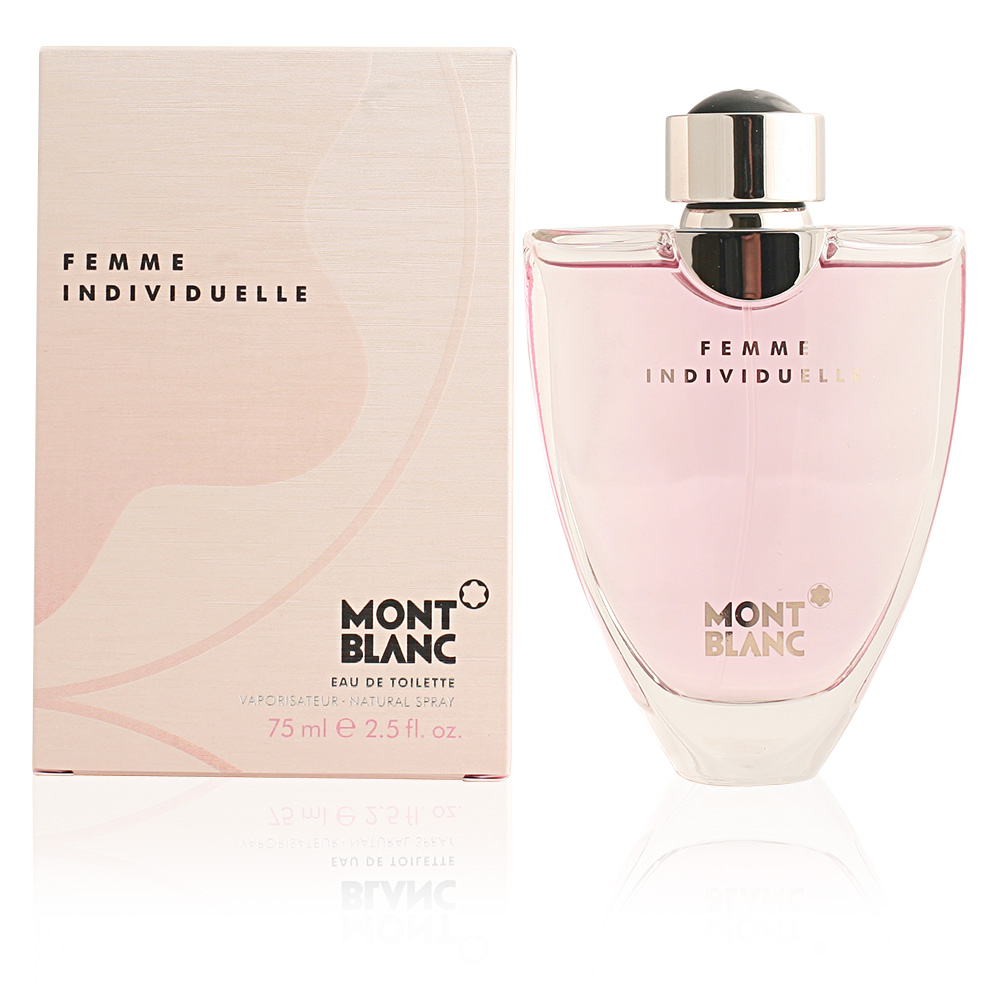 FEMME
INDIVIDUELLE
MONT
BLANC
EAU DE TOILETTE
VAPORISATEUR · NATURAL SPRAY
75 ml ℮ 2.5 fl. oz.
FEMME
INDIVIDUELLE
MONT
BLANC